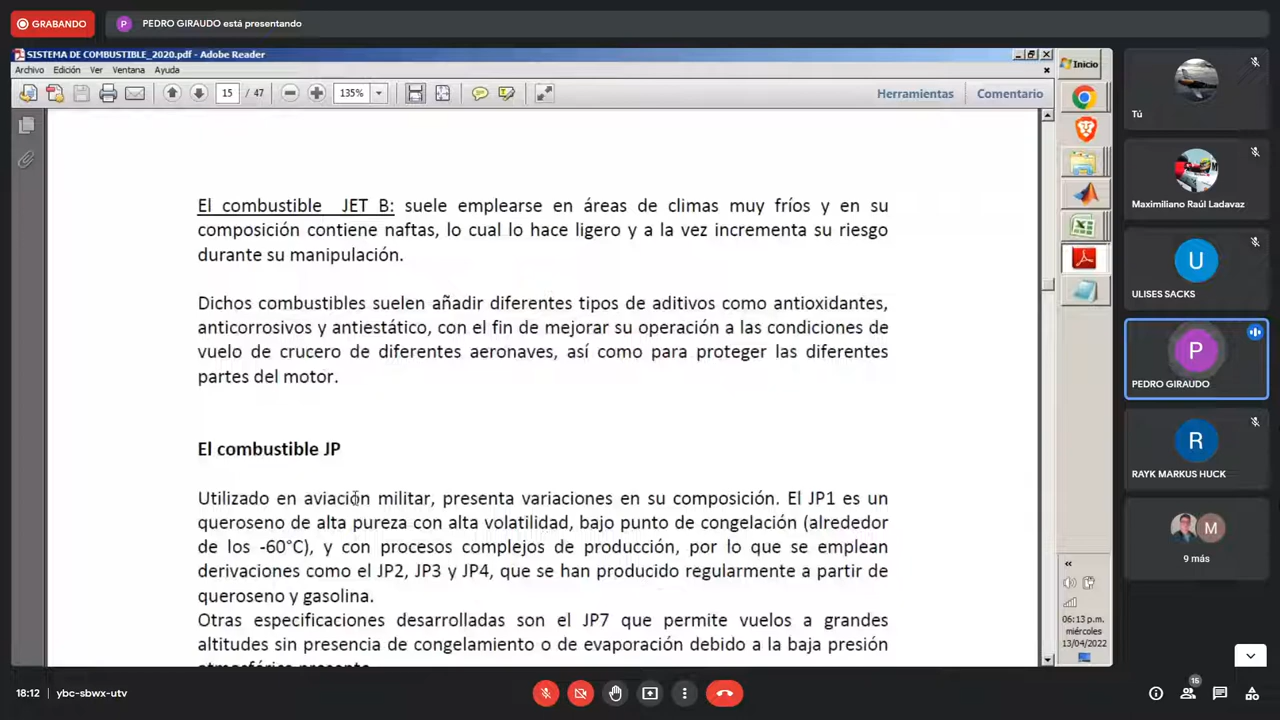 GRABANDO
P PEDRO GIRAUDO está presentando
SISTEMA DE COMBUSTIBLE_2020.pdf - Adobe Reader
Archivo Edición Ver Ventana Ayuda
15 / 47 135% Herramientas Comentario
El combustible JET B: suele emplearse en áreas de climas muy fríos y en su
composición contiene naftas, lo cual lo hace ligero y a la vez incrementa su riesgo
durante su manipulación.
Dichos combustibles suelen añadir diferentes tipos de aditivos como antioxidantes,
anticorrosivos y antiestático, con el fin de mejorar su operación a las condiciones de
vuelo de crucero de diferentes aeronaves, así como para proteger las diferentes
partes del motor.
El combustible JP
Utilizado en aviación militar, presenta variaciones en su composición. El JP1 es un
queroseno de alta pureza con alta volatilidad, bajo punto de congelación (alrededor
de los -60°C), y con procesos complejos de producción, por lo que se emplean
derivaciones como el JP2, JP3 y JP4, que se han producido regularmente a partir de
queroseno y gasolina.
Otras especificaciones desarrolladas son el JP7 que permite vuelos a grandes
altitudes sin presencia de congelamiento o de evaporación debido a la baja presión
atmosférica presente.
Inicio
«
06:13 p.m.
miércoles
13/04/2022
Tú
Maximiliano Raúl Ladavaz
U
ULISES SACKS
P
PEDRO GIRAUDO
R
RAYK MARKUS HUCK
M
9 más
18:12 ybc-sbwx-utv
15